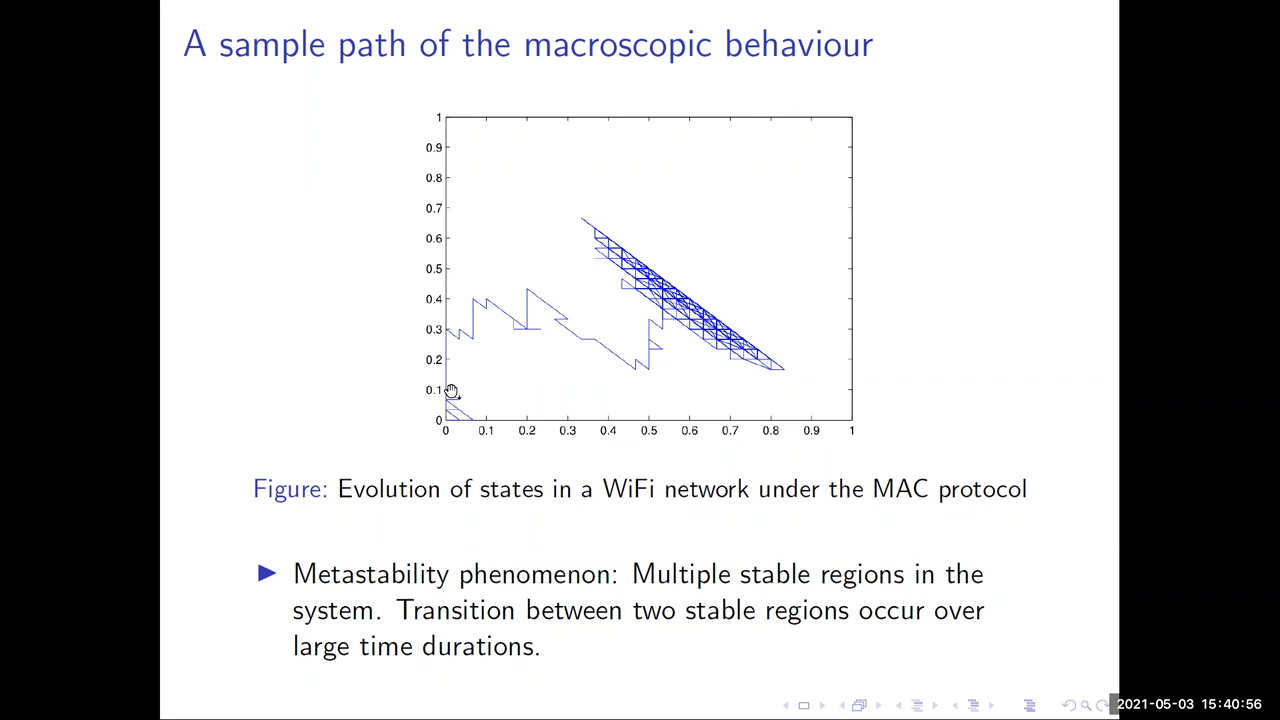 A sample path of the macroscopic behaviour
1
0.9
0.8
0.7
0.6
0.5
0.4
0.3
0.2
0.1
0
0 0.1 0.2 0.3 0.4 0.5 0.6 0.7 0.8 0.9 1
Figure: Evolution of states in a WiFi network under the MAC protocol
Metastability phenomenon: Multiple stable regions in the
system. Transition between two stable regions occur over
large time durations.
2021-05-03 15:40:56